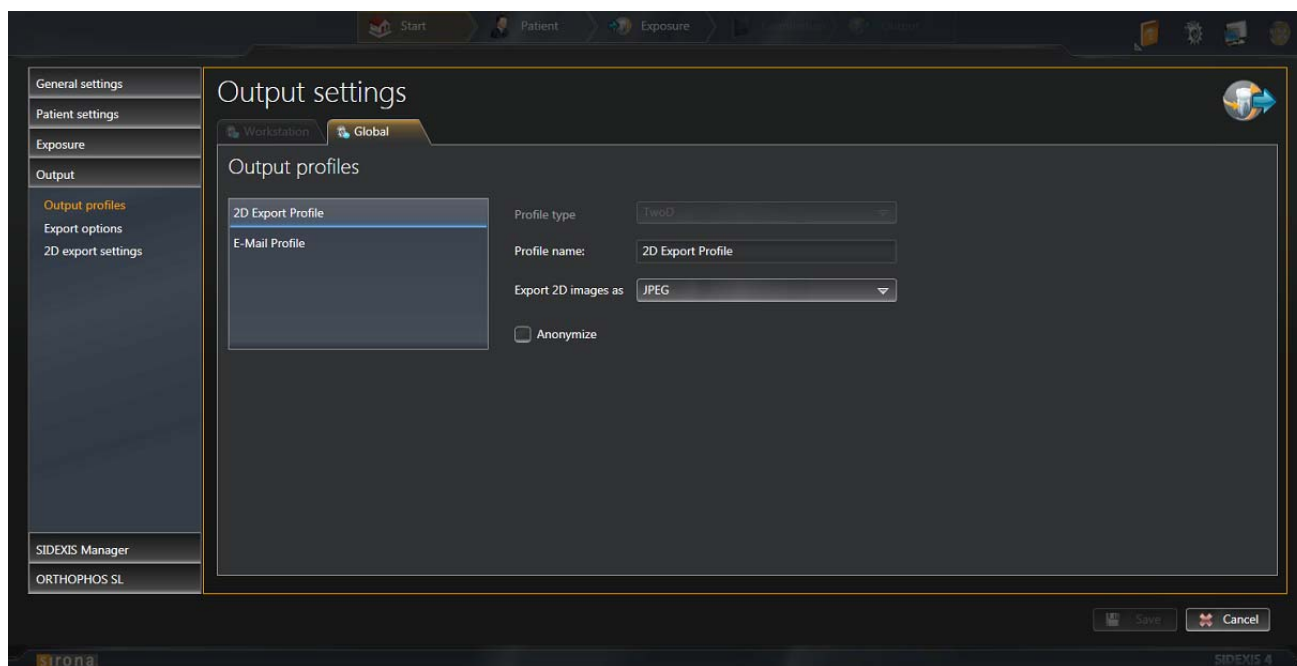 Start
Patient
Exposure
General settings
Patient settings
Exposure
Output
Output profiles
Export options
2D export settings
SIDEXIS Manager
ORTHOPHOS SL
Output settings
Workstation
Global
Output profiles
2D Export Profile
E-Mail Profile
Profile type
TwoD
Profile name:
2D Export Profile
Export 2D images as
JPEG
Anonymize
Save
Cancel
sirona
SIDEXIS 4